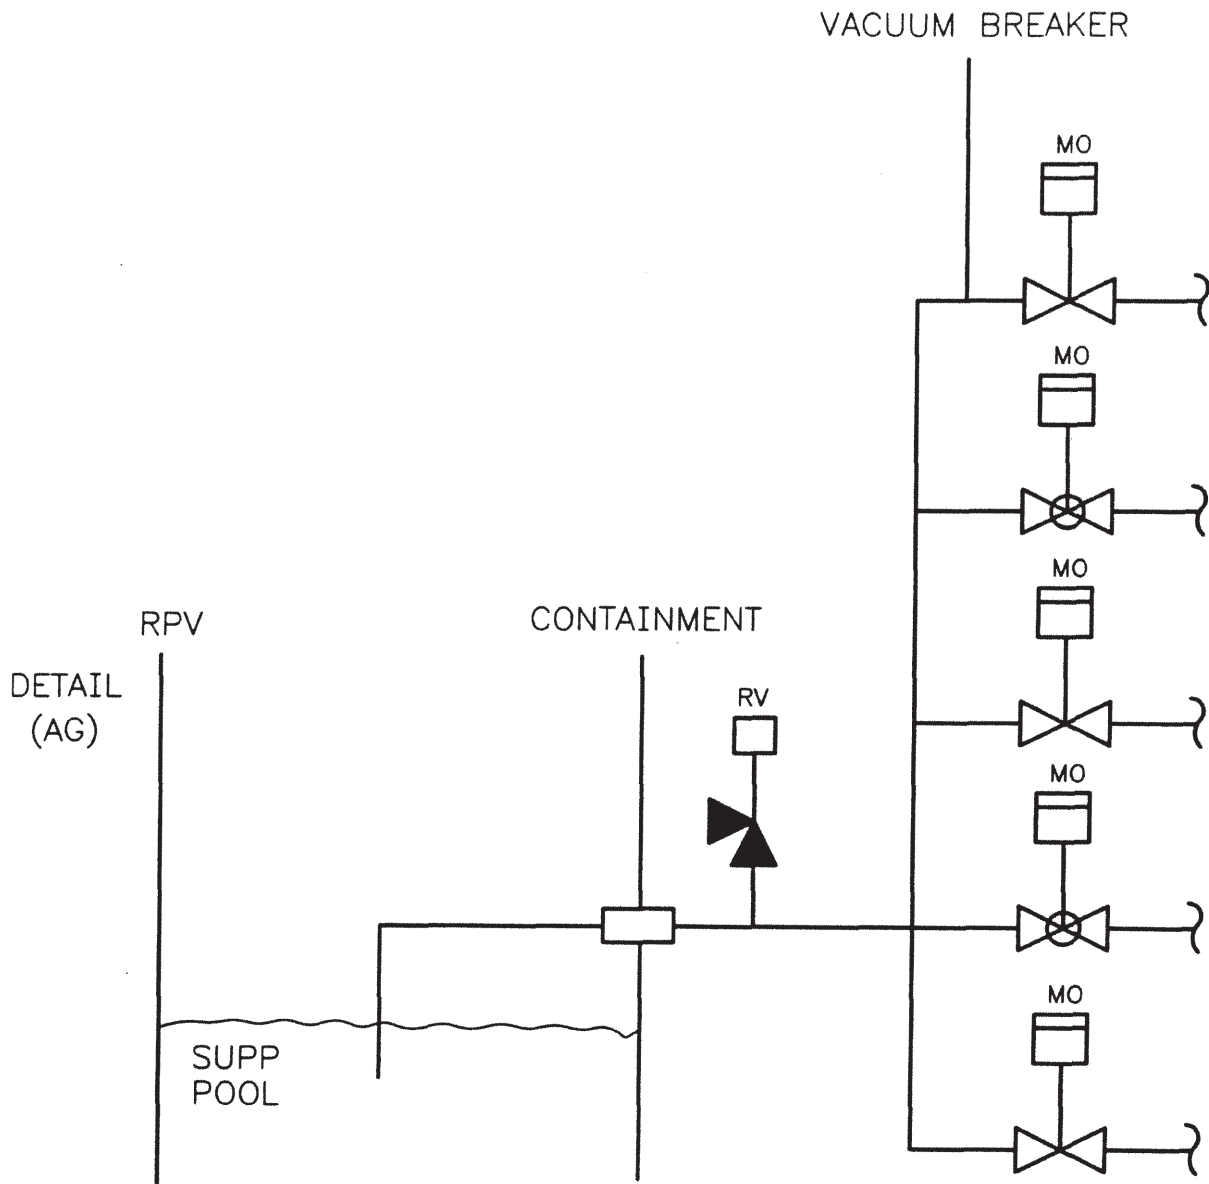 VACUUM BREAKER
MO
MO
MO
RPV
CONTAINMENT
DETAIL
(AG)
RV
MO
MO
SUPP
POOL